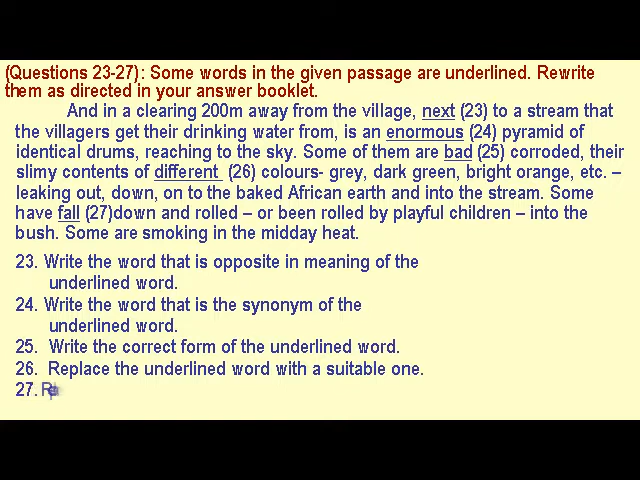 (Questions 23-27): Some words in the given passage are underlined. Rewrite
them as directed in your answer booklet.
And in a clearing 200m away from the village, next (23) to a stream that
the villagers get their drinking water from, is an enormous (24) pyramid of
identical drums, reaching to the sky. Some of them are bad (25) corroded, their
slimy contents of different (26) colours- grey, dark green, bright orange, etc. –
leaking out, down, on to the baked African earth and into the stream. Some
have fall (27)down and rolled – or been rolled by playful children – into the
bush. Some are smoking in the midday heat.
23. Write the word that is opposite in meaning of the
underlined word.
24. Write the word that is the synonym of the
underlined word.
25. Write the correct form of the underlined word.
26. Replace the underlined word with a suitable one.
27.